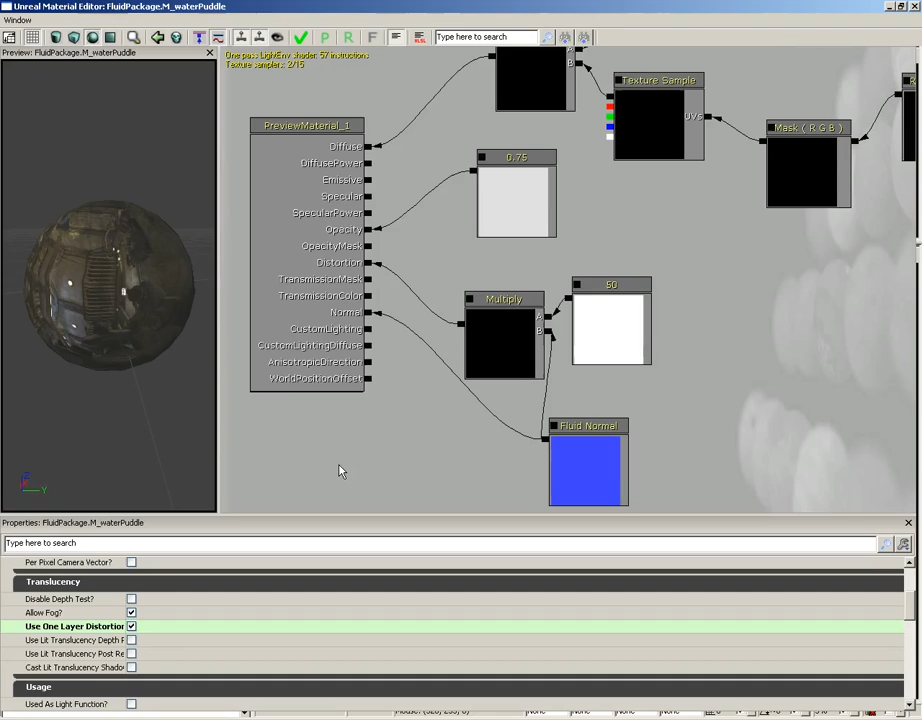 Unreal Material Editor: FluidPackage.M_waterPuddle
Window
Type here to search
Preview: FluidPackage.M_waterPuddle
One pass LightEnv shader: 57 instructions
Texture samplers: 2/15
PreviewMaterial_1
Diffuse
DiffusePower
Emissive
Specular
SpecularPower
Opacity
OpacityMask
Distortion
TransmissionMask
TransmissionColor
Normal
CustomLighting
CustomLightingDiffuse
AnisotropicDirection
WorldPositionOffset
B
Texture Sample
UVs
Mask ( R G B )
0.75
Multiply
A
B
50
Fluid Normal
Z
Y
Properties: FluidPackage.M_waterPuddle
Type here to search
Per Pixel Camera Vector?
Translucency
Disable Depth Test?
Allow Fog?
Use One Layer Distortion
Use Lit Translucency Depth P
Use Lit Translucency Post Re
Cast Lit Translucency Shado
Usage
Used As Light Function?